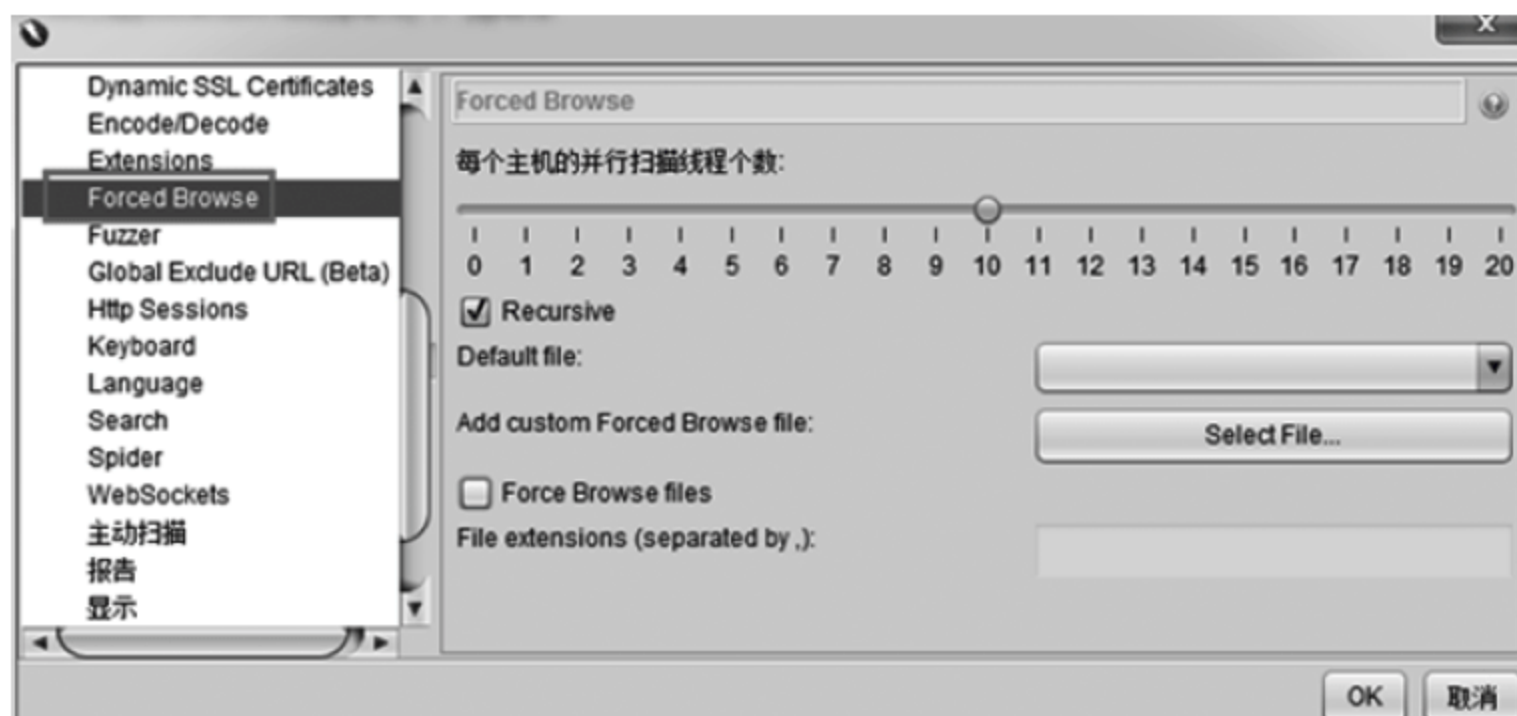 X
Dynamic SSL Certificates
Encode/Decode
Extensions
Forced Browse
Fuzzer
Global Exclude URL (Beta)
Http Sessions
Keyboard
Language
Search
Spider
WebSockets
主动扫描
报告
显示
Forced Browse
每个主机的并行扫描线程个数:
0 1 2 3 4 5 6 7 8 9 10 11 12 13 14 15 16 17 18 19 20
Recursive
Default file:
Add custom Forced Browse file:
Select File...
Force Browse files
File extensions (separated by ,):
OK
取消